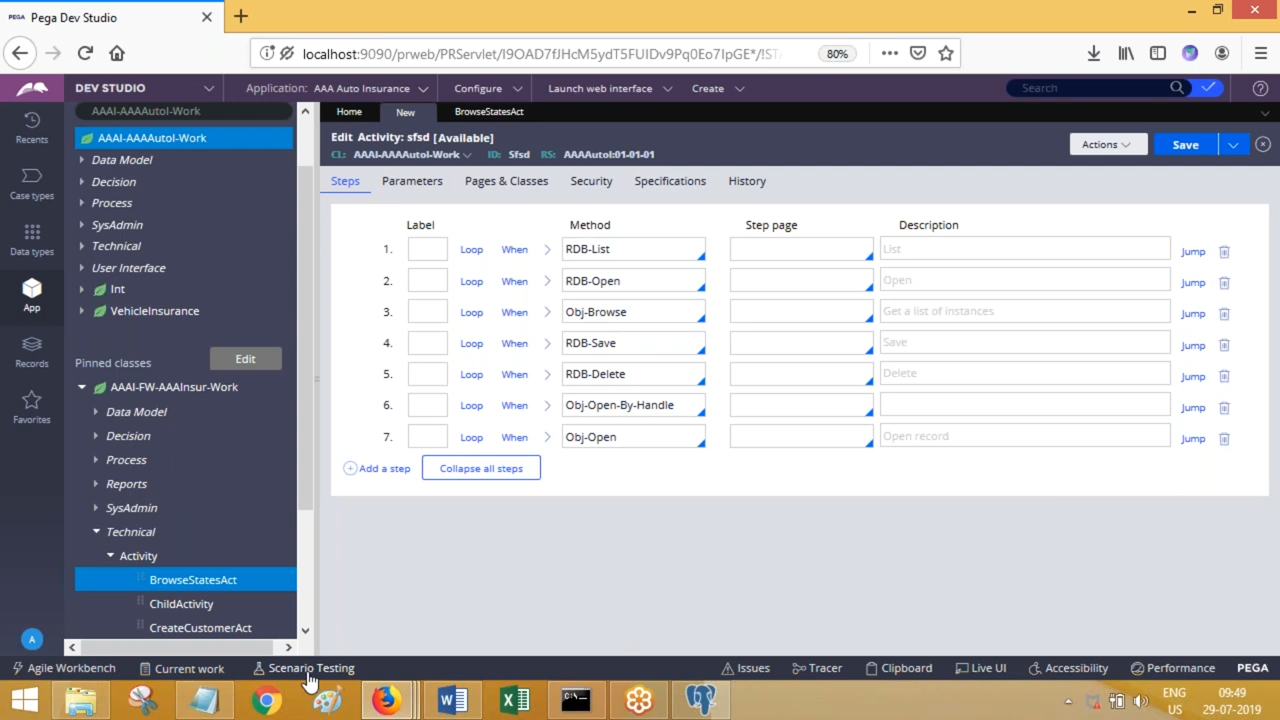 PEGA Pega Dev Studio
localhost:9090/prweb/PRServlet/I9OAD7fJHcM5ydT5FUIDv9Pq0Eo7IpGE*/!ST
80%
DEV STUDIO
Application: AAA Auto Insurance
Configure
Launch web interface
Create
Search
AAAI-AAAAutoI-Work
Home
New
BrowseStatesAct
Recents
Case types
Data types
App
Records
Favorites
A
AAAI-AAAAutoI-Work
Data Model
Decision
Process
SysAdmin
Technical
User Interface
Int
VehicleInsurance
Pinned classes
Edit
AAAI-FW-AAAInsur-Work
Data Model
Decision
Process
Reports
SysAdmin
Technical
Activity
BrowseStatesAct
ChildActivity
CreateCustomerAct
Edit Activity: sfsd [Available]
CL: AAAI-AAAAutoI-Work ID: Sfsd RS: AAAAutoI:01-01-01
Actions
Save
Steps Parameters Pages & Classes Security Specifications History
Label Method Step page Description
1. Loop When RDB-List List Jump
2. Loop When RDB-Open Open Jump
3. Loop When Obj-Browse Get a list of instances Jump
4. Loop When RDB-Save Save Jump
5. Loop When RDB-Delete Delete Jump
6. Loop When Obj-Open-By-Handle Jump
7. Loop When Obj-Open Open record Jump
Add a step Collapse all steps
Agile Workbench Current work Scenario Testing Issues Tracer Clipboard Live UI Accessibility Performance PEGA
ENG 09:49
US 29-07-2019